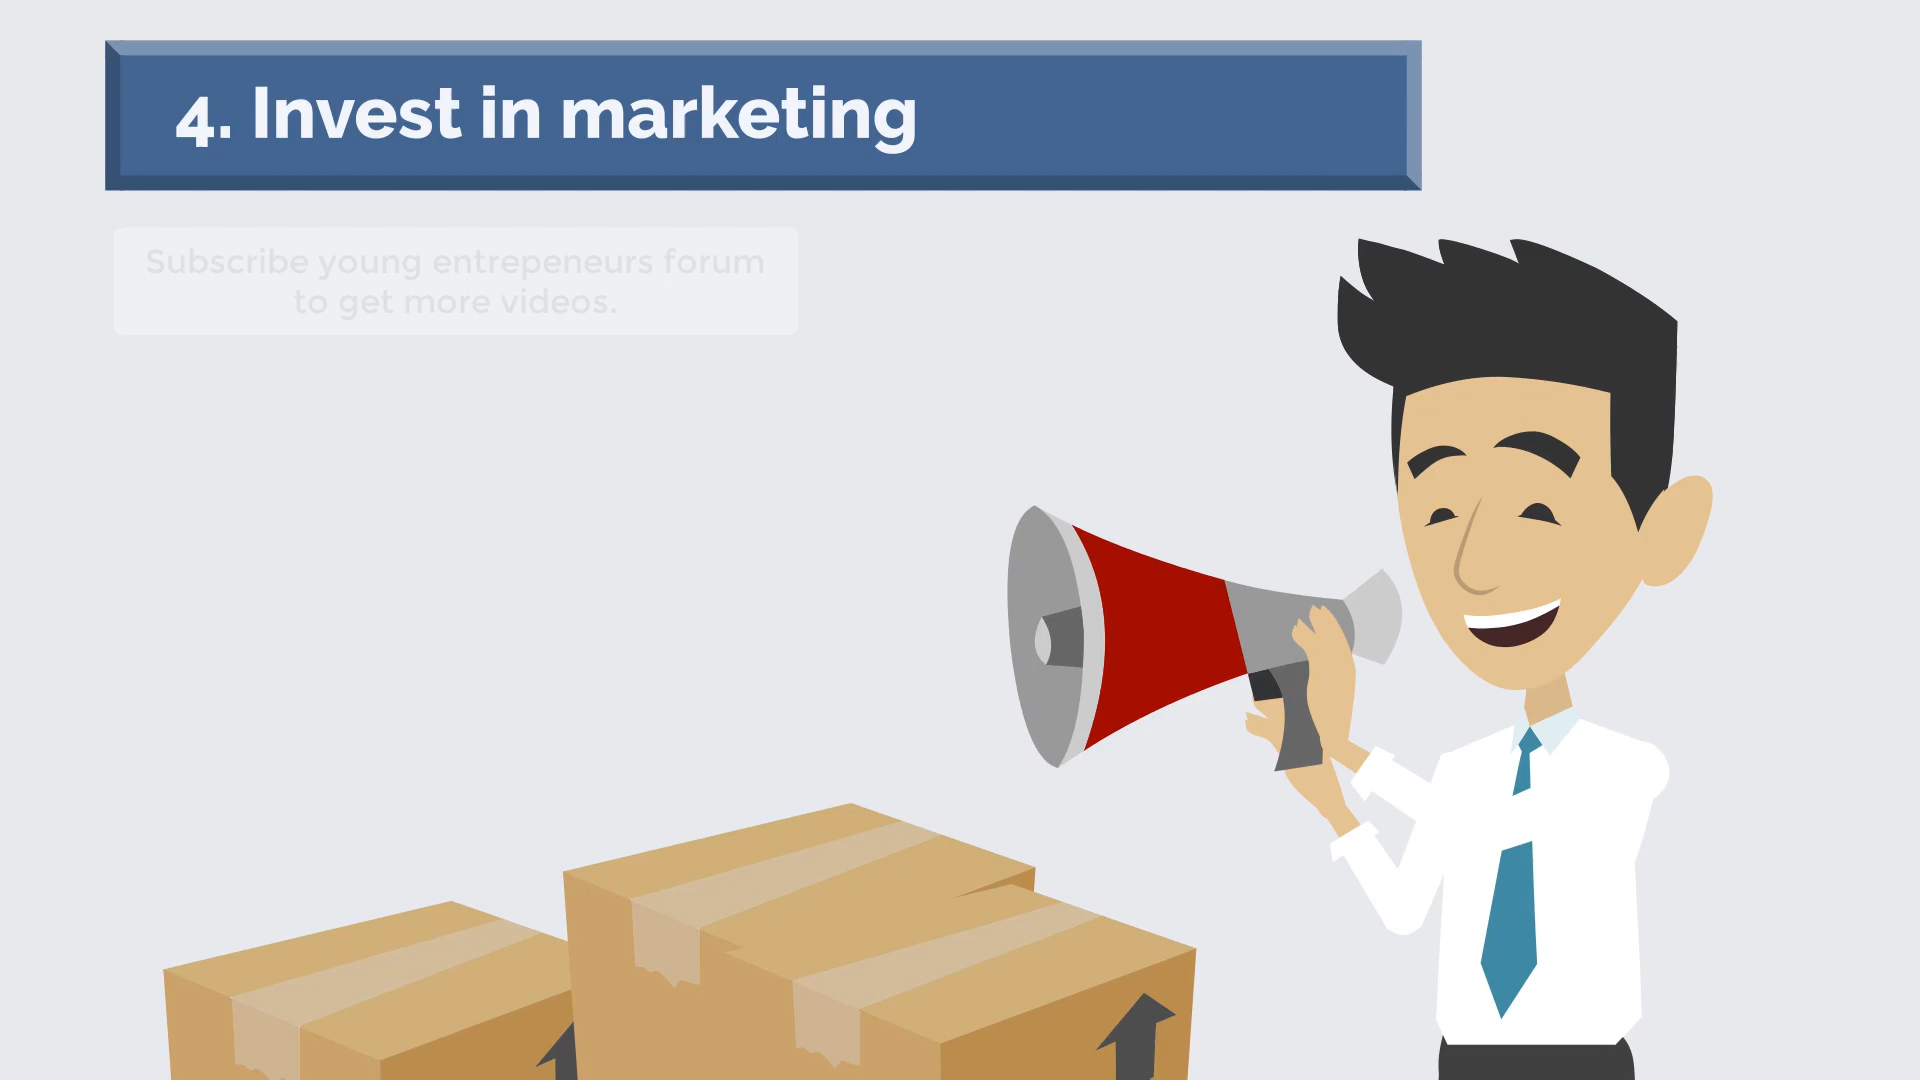 4. Invest in marketing
Subscribe young entrepeneurs forum
to get more videos.